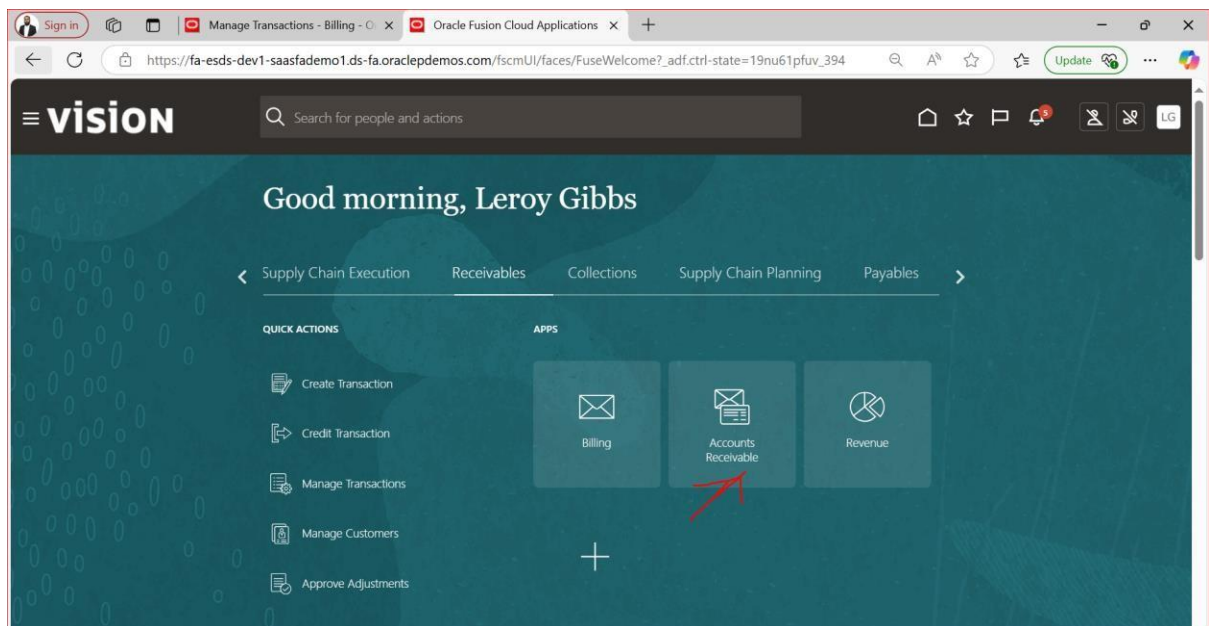 Sign in
Manage Transactions - Billing - O
Oracle Fusion Cloud Applications
https://fa-esds-dev1-saasfademo1.ds-fa.oraclepdemos.com/fscmUI/faces/FuseWelcome?_adf.ctrl-state=19nu61pfuv_394
Update
vision
Search for people and actions
5
LG
Good morning, Leroy Gibbs
Supply Chain Execution Receivables Collections Supply Chain Planning Payables
QUICK ACTIONS APPS
Create Transaction
Credit Transaction
Billing Accounts Receivable Revenue
Manage Transactions
Manage Customers
Approve Adjustments